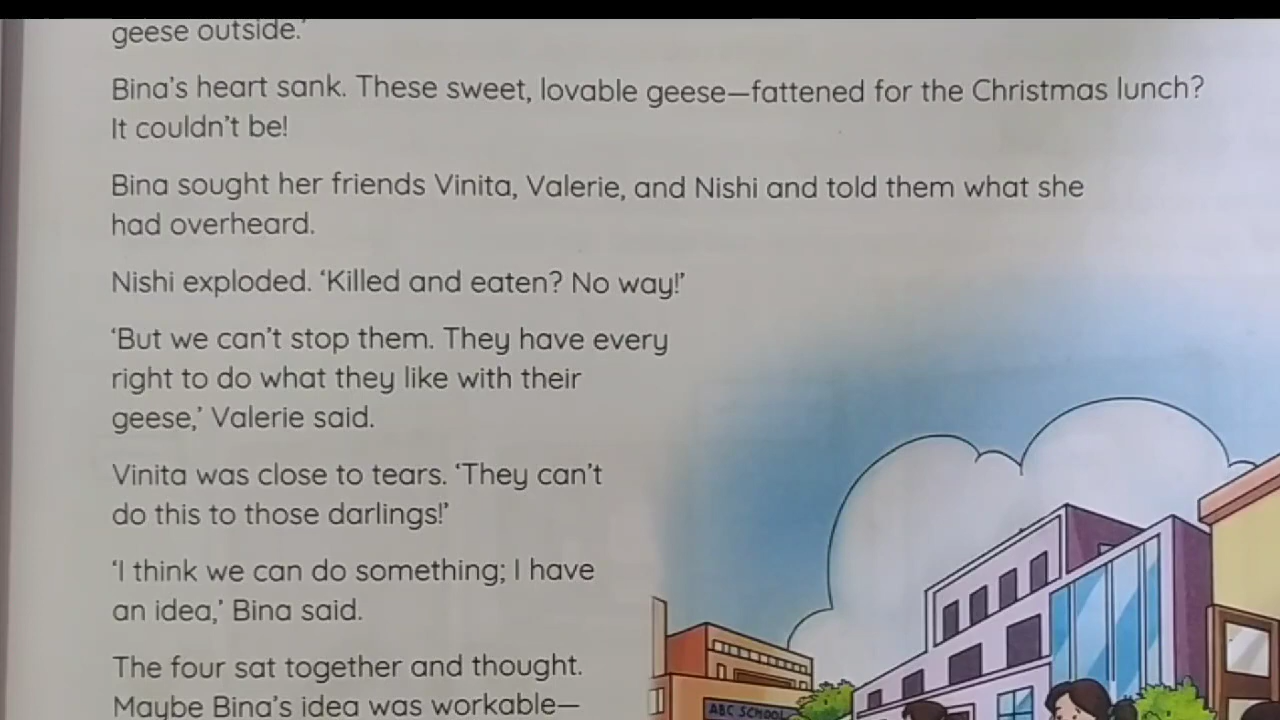 geese outside.'
Bina's heart sank. These sweet, lovable geese—fattened for the Christmas lunch?
It couldn't be!
Bina sought her friends Vinita, Valerie, and Nishi and told them what she
had overheard.
Nishi exploded. 'Killed and eaten? No way!'
'But we can't stop them. They have every
right to do what they like with their
geese,' Valerie said.
Vinita was close to tears. 'They can't
do this to those darlings!'
'I think we can do something; I have
an idea,' Bina said.
The four sat together and thought.
Maybe Bina's idea was workable—
ABC SCHOOL